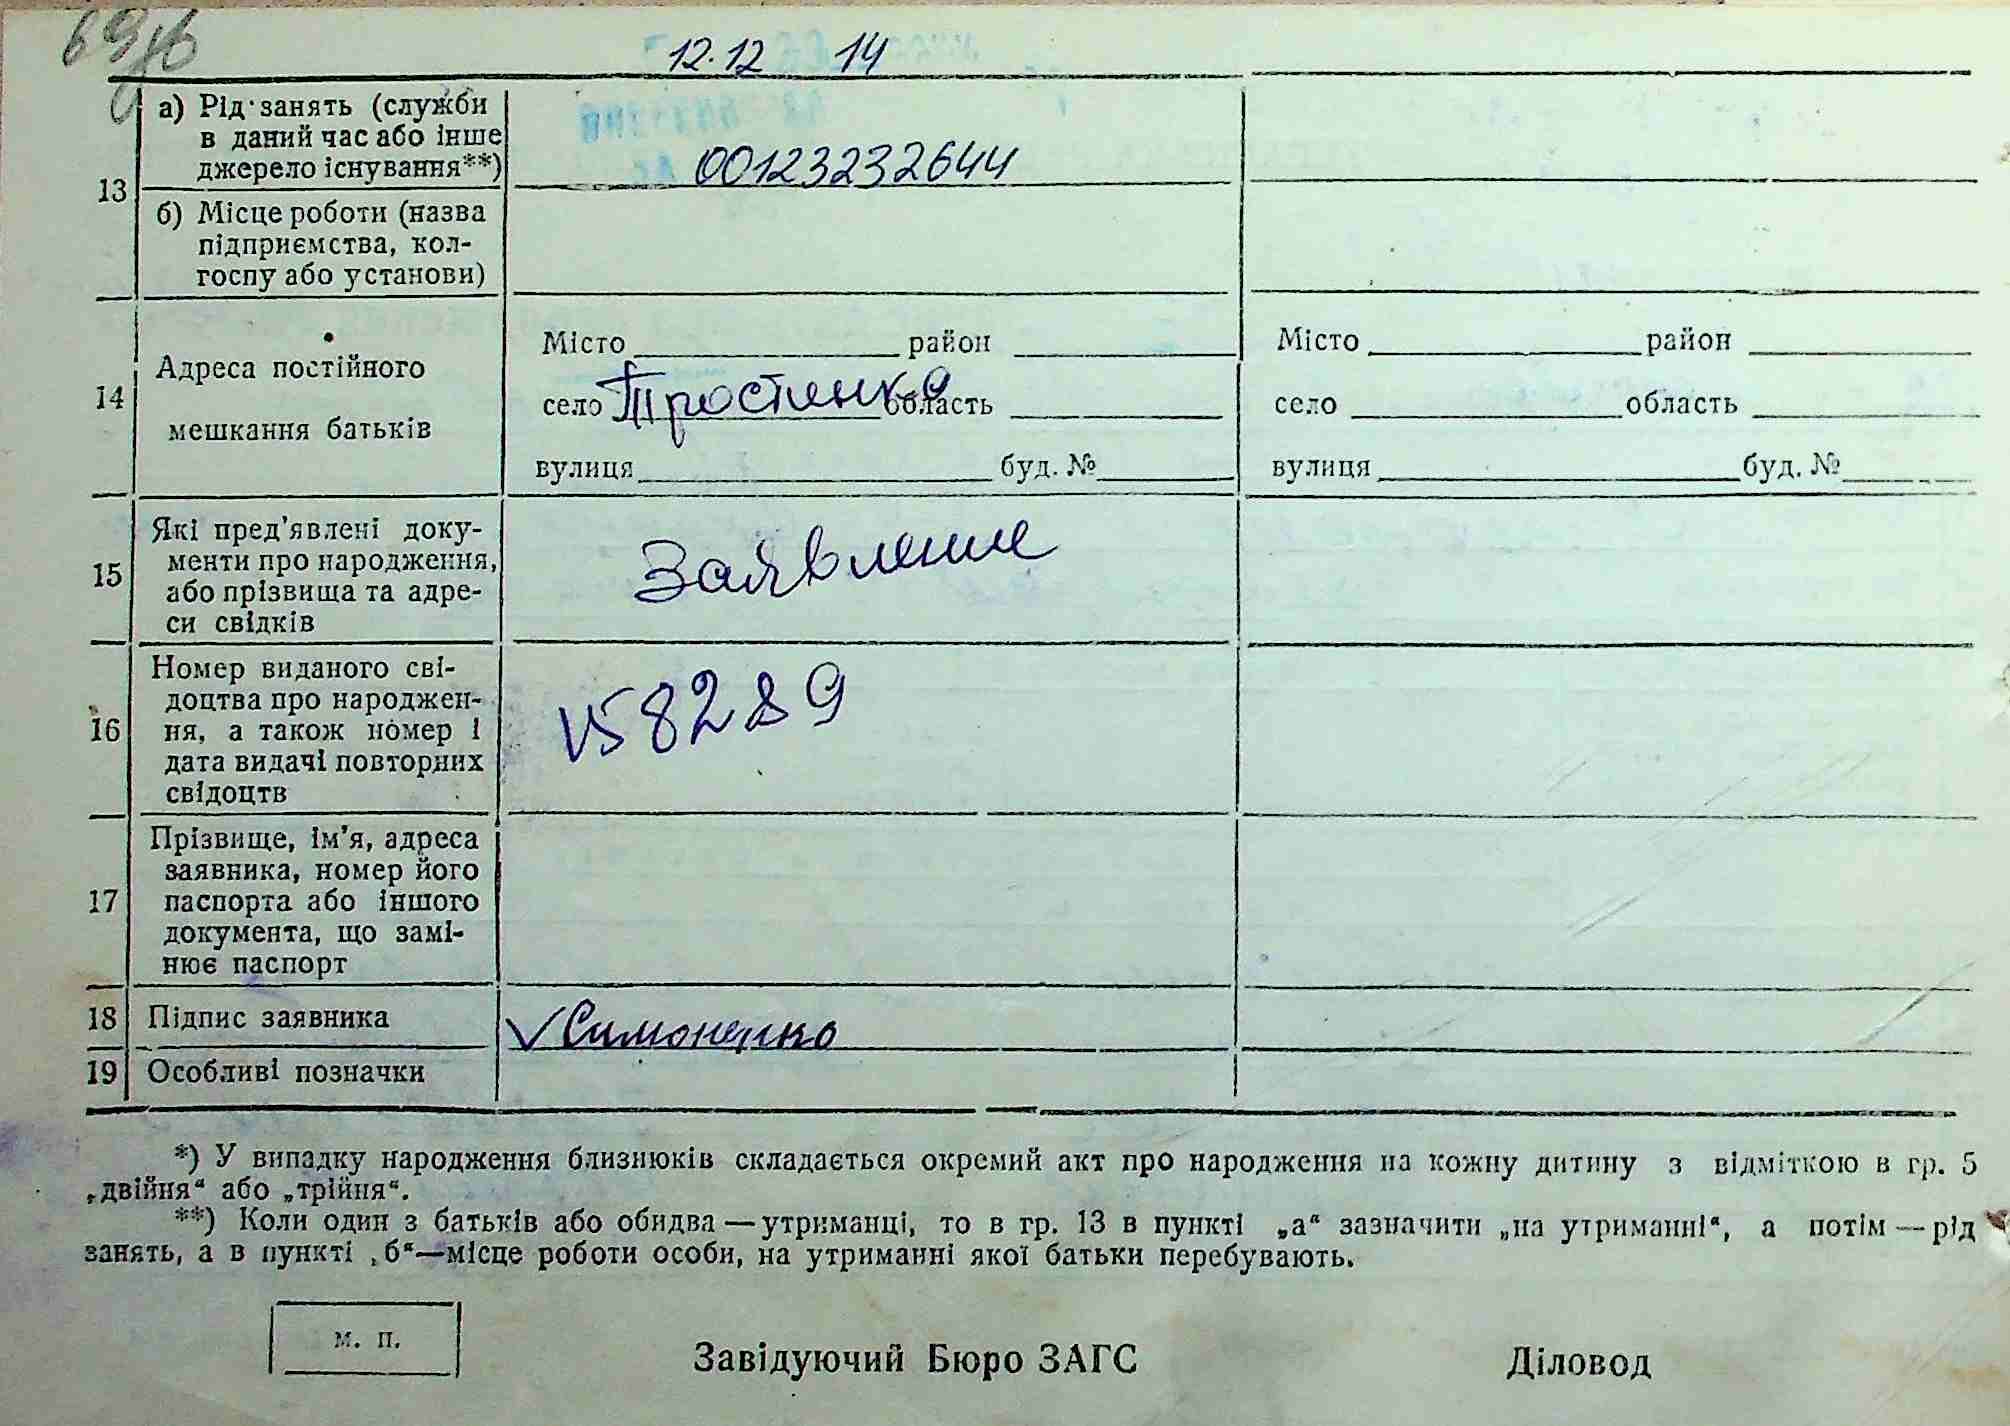 12.12 14
13
а) Рід занять (служби
в даний час або інше
джерело існування**)
00123232644
б) Місце роботи (назва
підприємства, кол-
госпу або установи)
14
Адреса постійного
мешкання батьків
Місто район
село Тростянка область
вулиця буд. №
Місто район
село область
вулиця буд. №
15
Які пред’явлені доку-
менти про народження,
або прізвища та адре-
си свідків
Заявление
16
Номер виданого сві-
доцтва про народжен-
ня, а також номер і
дата видачі повторних
свідоцтв
17
Прізвище, ім’я, адреса
заявника, номер його
паспорта або іншого
документа, що замі-
нює паспорт
18
Підпис заявника
Симоненко
19
Особливі позначки
*) У випадку народження близнюків складається окремий акт про народження на кожну дитину з відміткою в гр. 5
„двійня“ або „трійня“.
**) Коли один з батьків або обидва — утриманці, то в гр. 13 в пункті „а“ зазначити „на утриманні“, а потім — рід
занять, а в пункті „б“—місце роботи особи, на утриманні якої батьки перебувають.
м. п.
Завідуючий Бюро ЗАГС
Діловод